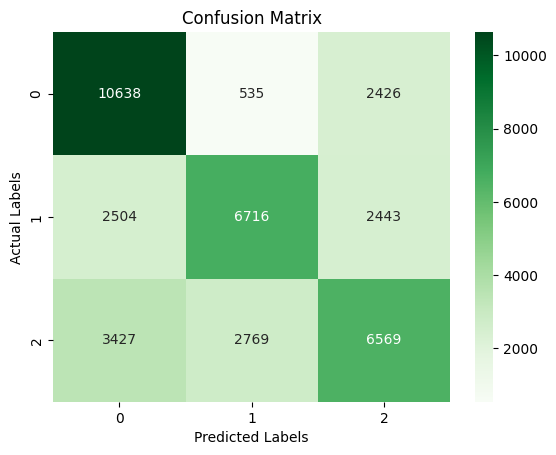 Confusion Matrix
10638 535 2426
2504 6716 2443
3427 2769 6569
0
1
2
Actual Labels
0 1 2
Predicted Labels
10000
8000
6000
4000
2000